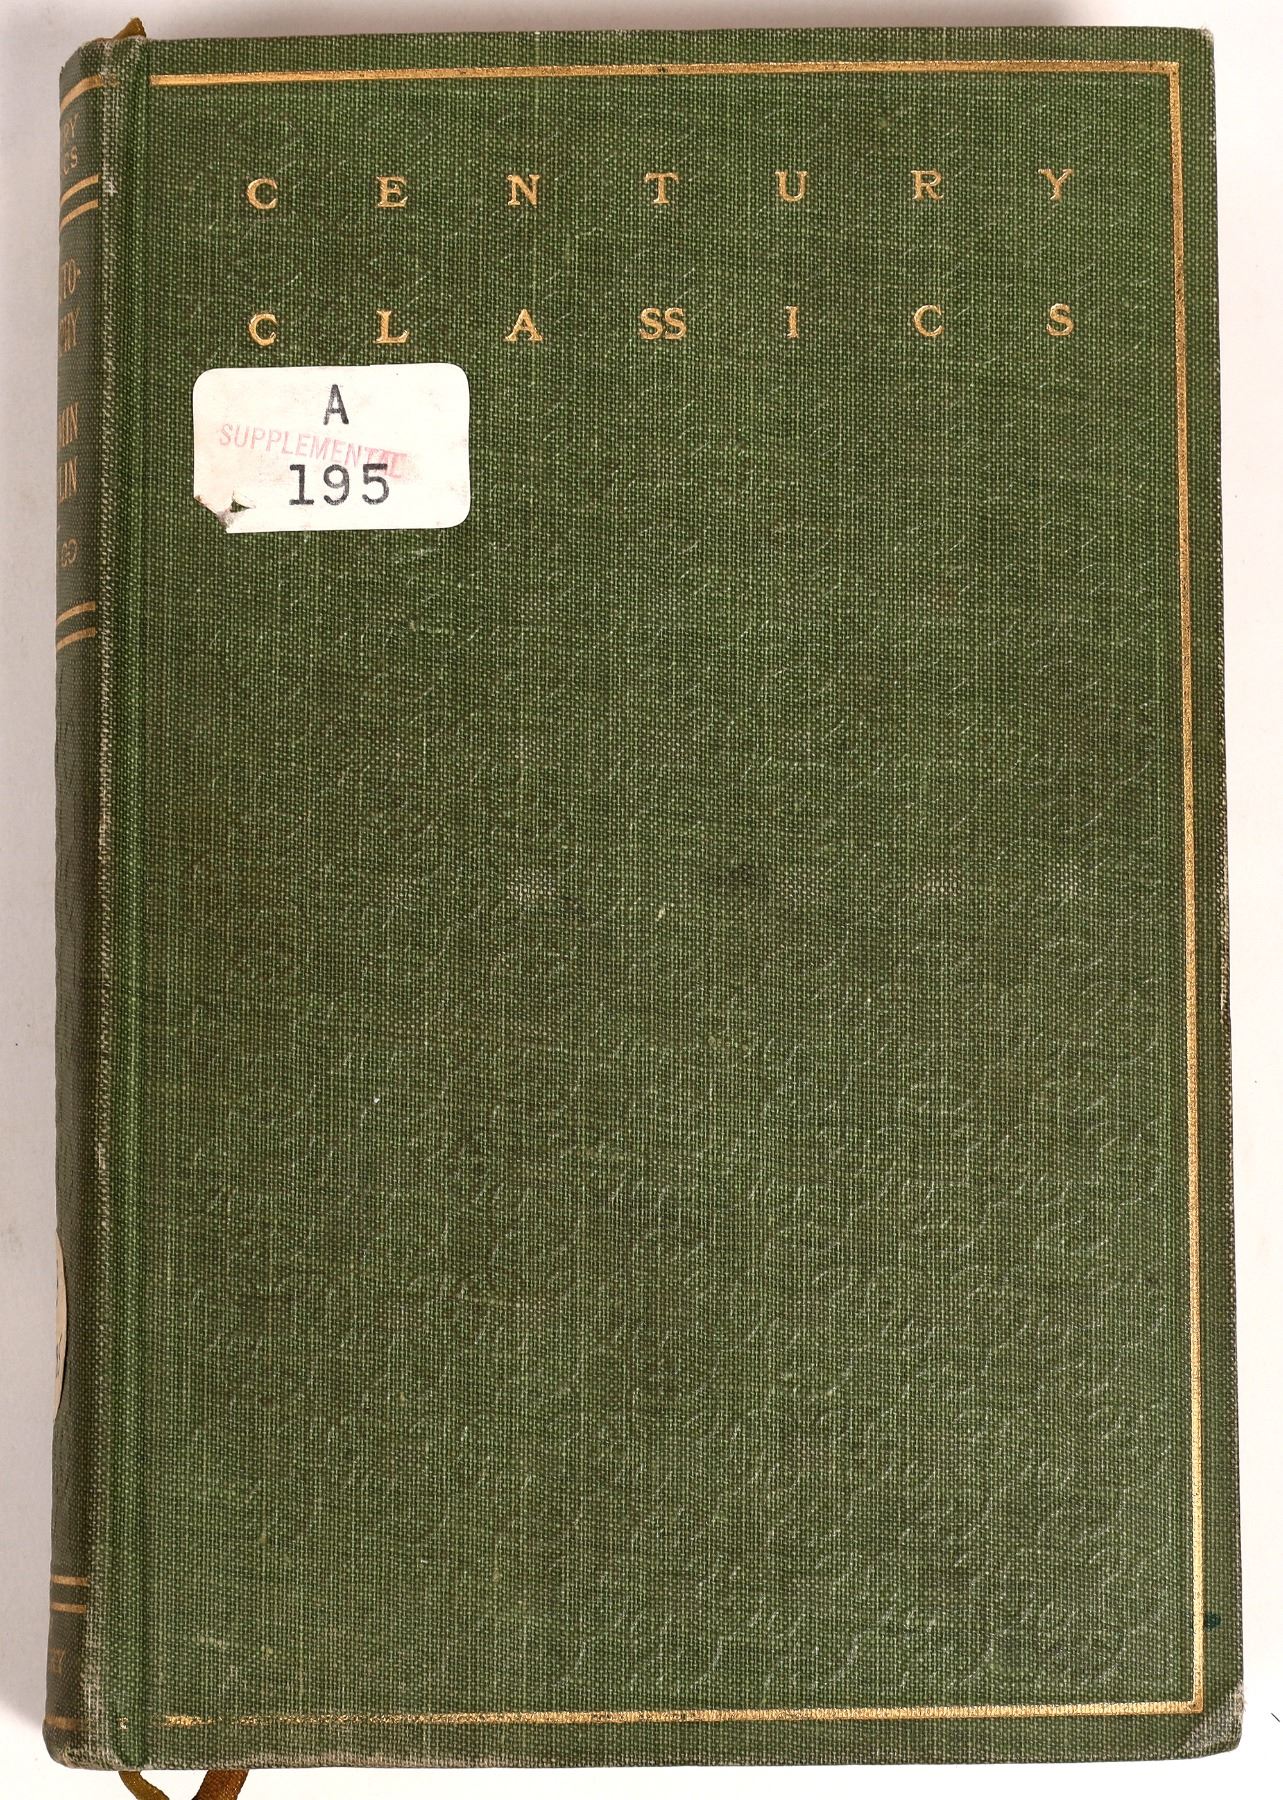 CENTURY
CLASSICS
A
SUPPLEMENTAL
195